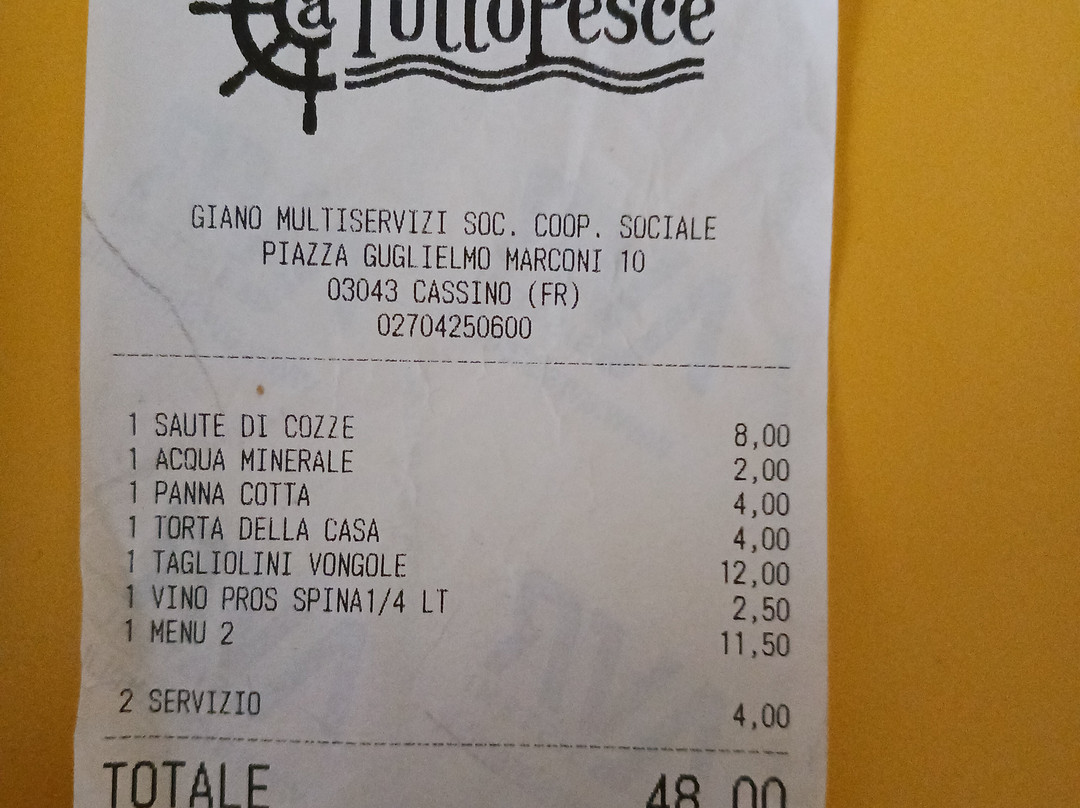 a TuttoPesce
GIANO MULTISERVIZI SOC. COOP. SOCIALE
PIAZZA GUGLIELMO MARCONI 10
03043 CASSINO (FR)
02704250600
1 SAUTE DI COZZE 8,00
1 ACQUA MINERALE 2,00
1 PANNA COTTA 4,00
1 TORTA DELLA CASA 4,00
1 TAGLIOLINI VONGOLE 12,00
1 VINO PROS SPINA1/4 LT 2,50
1 MENU 2 11,50
2 SERVIZIO 4,00
TOTALE 48,00